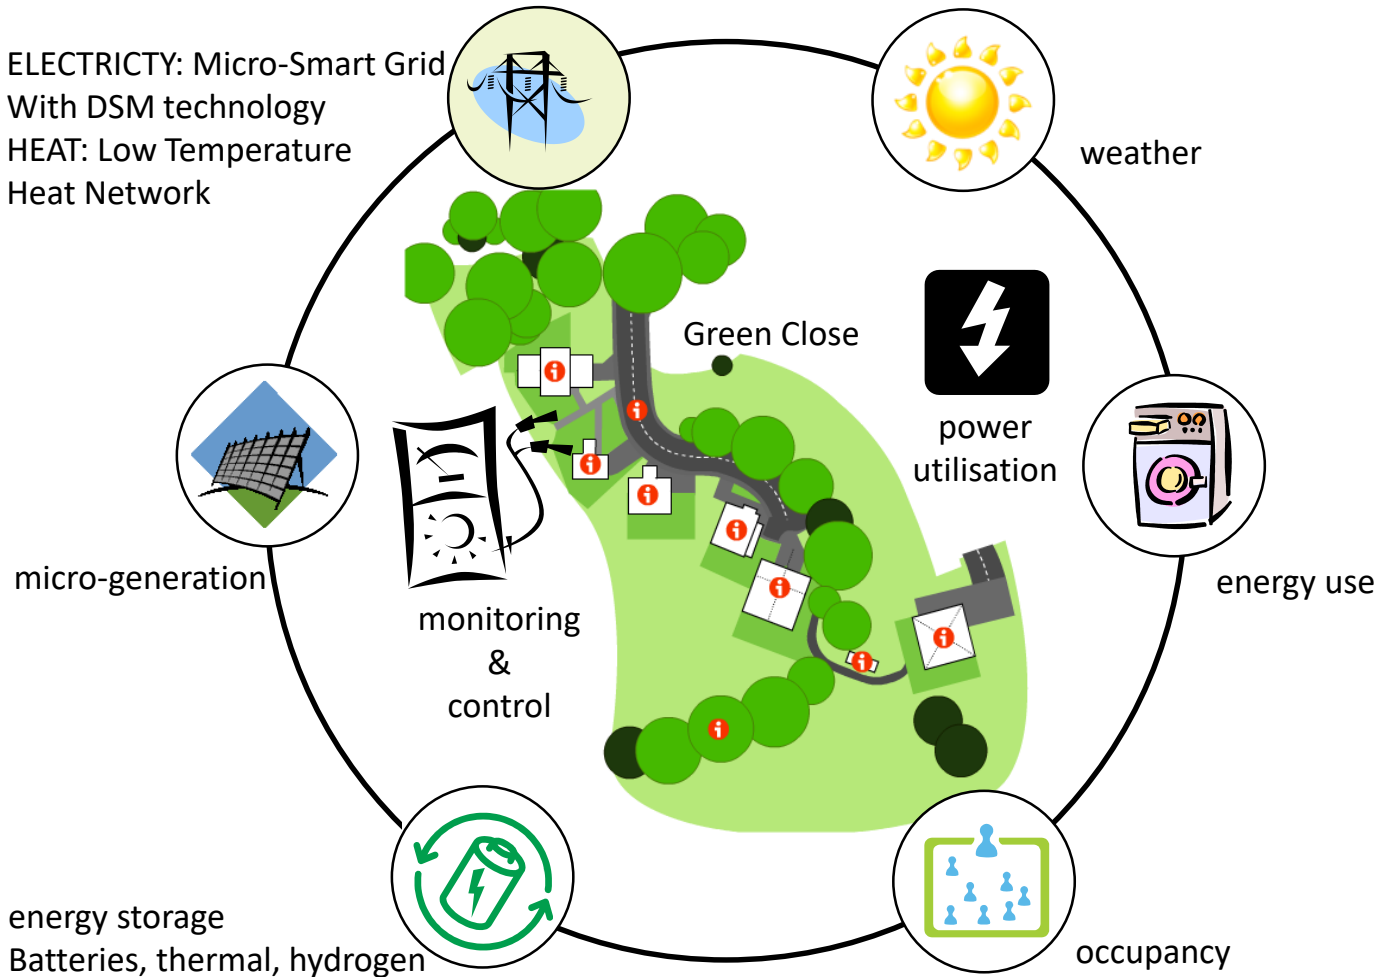 ELECTRICTY: Micro-Smart Grid
With DSM technology
HEAT: Low Temperature
Heat Network
weather
Green Close
power
utilisation
micro-generation
energy use
monitoring
&
control
energy storage
Batteries, thermal, hydrogen
occupancy